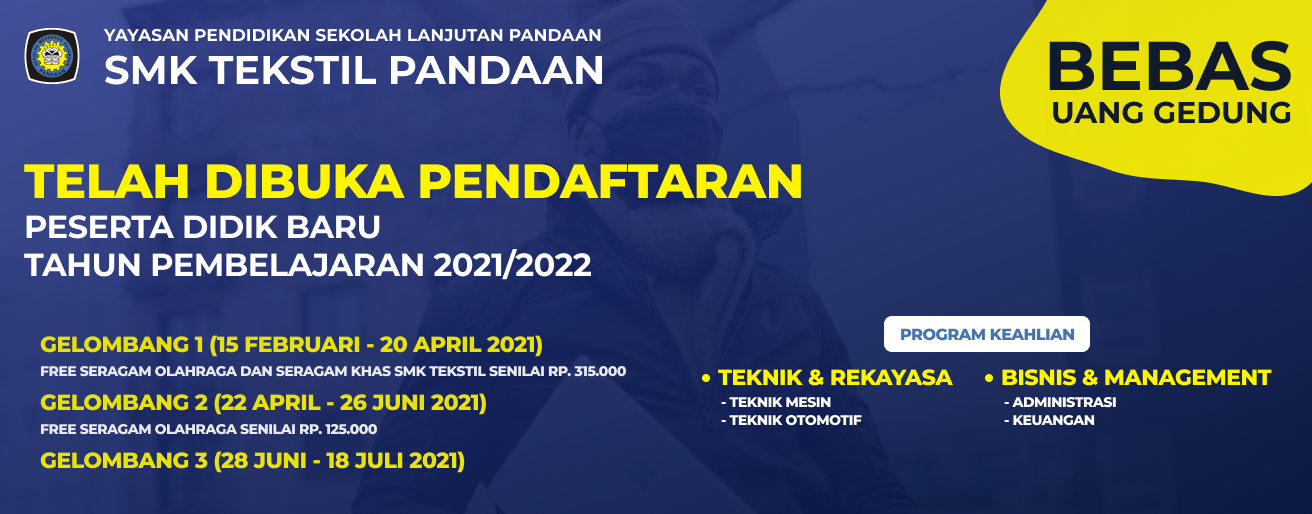 YAYASAN PENDIDIKAN SEKOLAH LANJUTAN PANDAAN
SMK TEKSTIL PANDAAN
BEBAS
UANG GEDUNG
TELAH DIBUKA PENDAFTARAN
PESERTA DIDIK BARU
TAHUN PEMBELAJARAN 2021/2022
GELOMBANG 1 (15 FEBRUARI - 20 APRIL 2021)
FREE SERAGAM OLAHRAGA DAN SERAGAM KHAS SMK TEKSTIL SENILAI RP. 315.000
GELOMBANG 2 (22 APRIL - 26 JUNI 2021)
FREE SERAGAM OLAHRAGA SENILAI RP. 125.000
GELOMBANG 3 (28 JUNI - 18 JULI 2021)
PROGRAM KEAHLIAN
• TEKNIK & REKAYASA
- TEKNIK MESIN
- TEKNIK OTOMOTIF
• BISNIS & MANAGEMENT
- ADMINISTRASI
- KEUANGAN